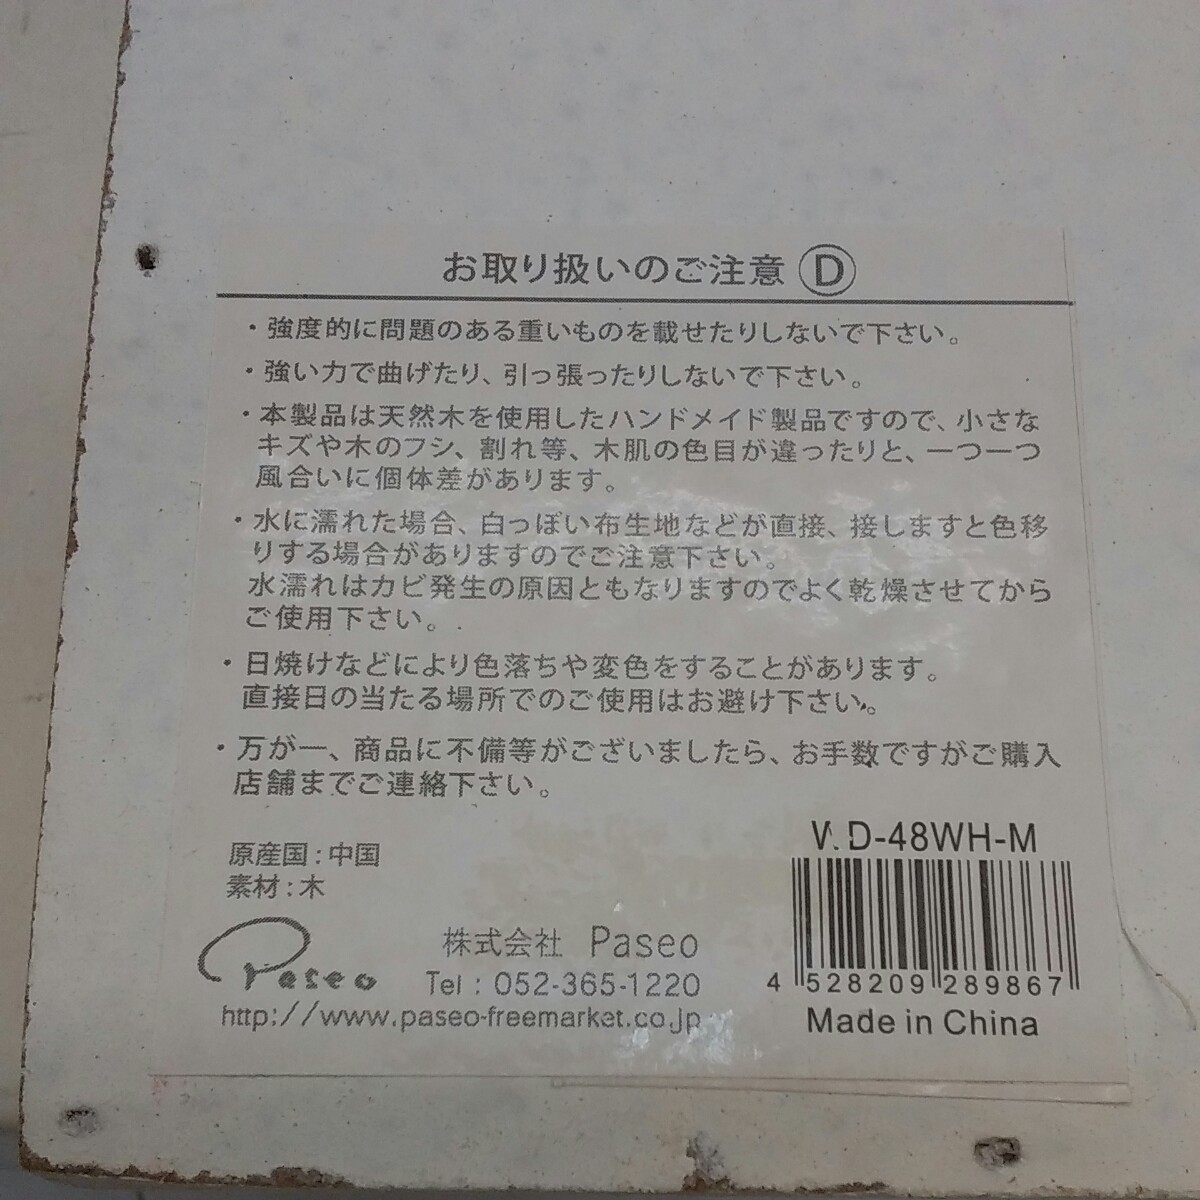 お取り扱いのご注意 Ⓓ
・強度的に問題のある重いものを載せたりしないで下さい。
・強い力で曲げたり、引っ張ったりしないで下さい。
・本製品は天然木を使用したハンドメイド製品ですので、小さな
キズや木のフシ、割れ等、木肌の色目が違ったりと、一つ一つ
風合いに個体差があります。
・水に濡れた場合、白っぽい布生地などが直接、接しますと色移
りする場合がありますのでご注意下さい。
水濡れはカビ発生の原因ともなりますのでよく乾燥させてから
ご使用下さい。
・日焼けなどにより色落ちや変色をすることがあります。
直接日の当たる場所でのご使用はお避け下さい。
・万が一、商品に不備等がございましたら、お手数ですがご購入
店舗までご連絡下さい。
原産国：中国
素材：木
Paseo
株式会社 Paseo
Tel : 052-365-1220
http://www.paseo-freemarket.co.jp
V.D-48WH-M
4 528209 289867
Made in China